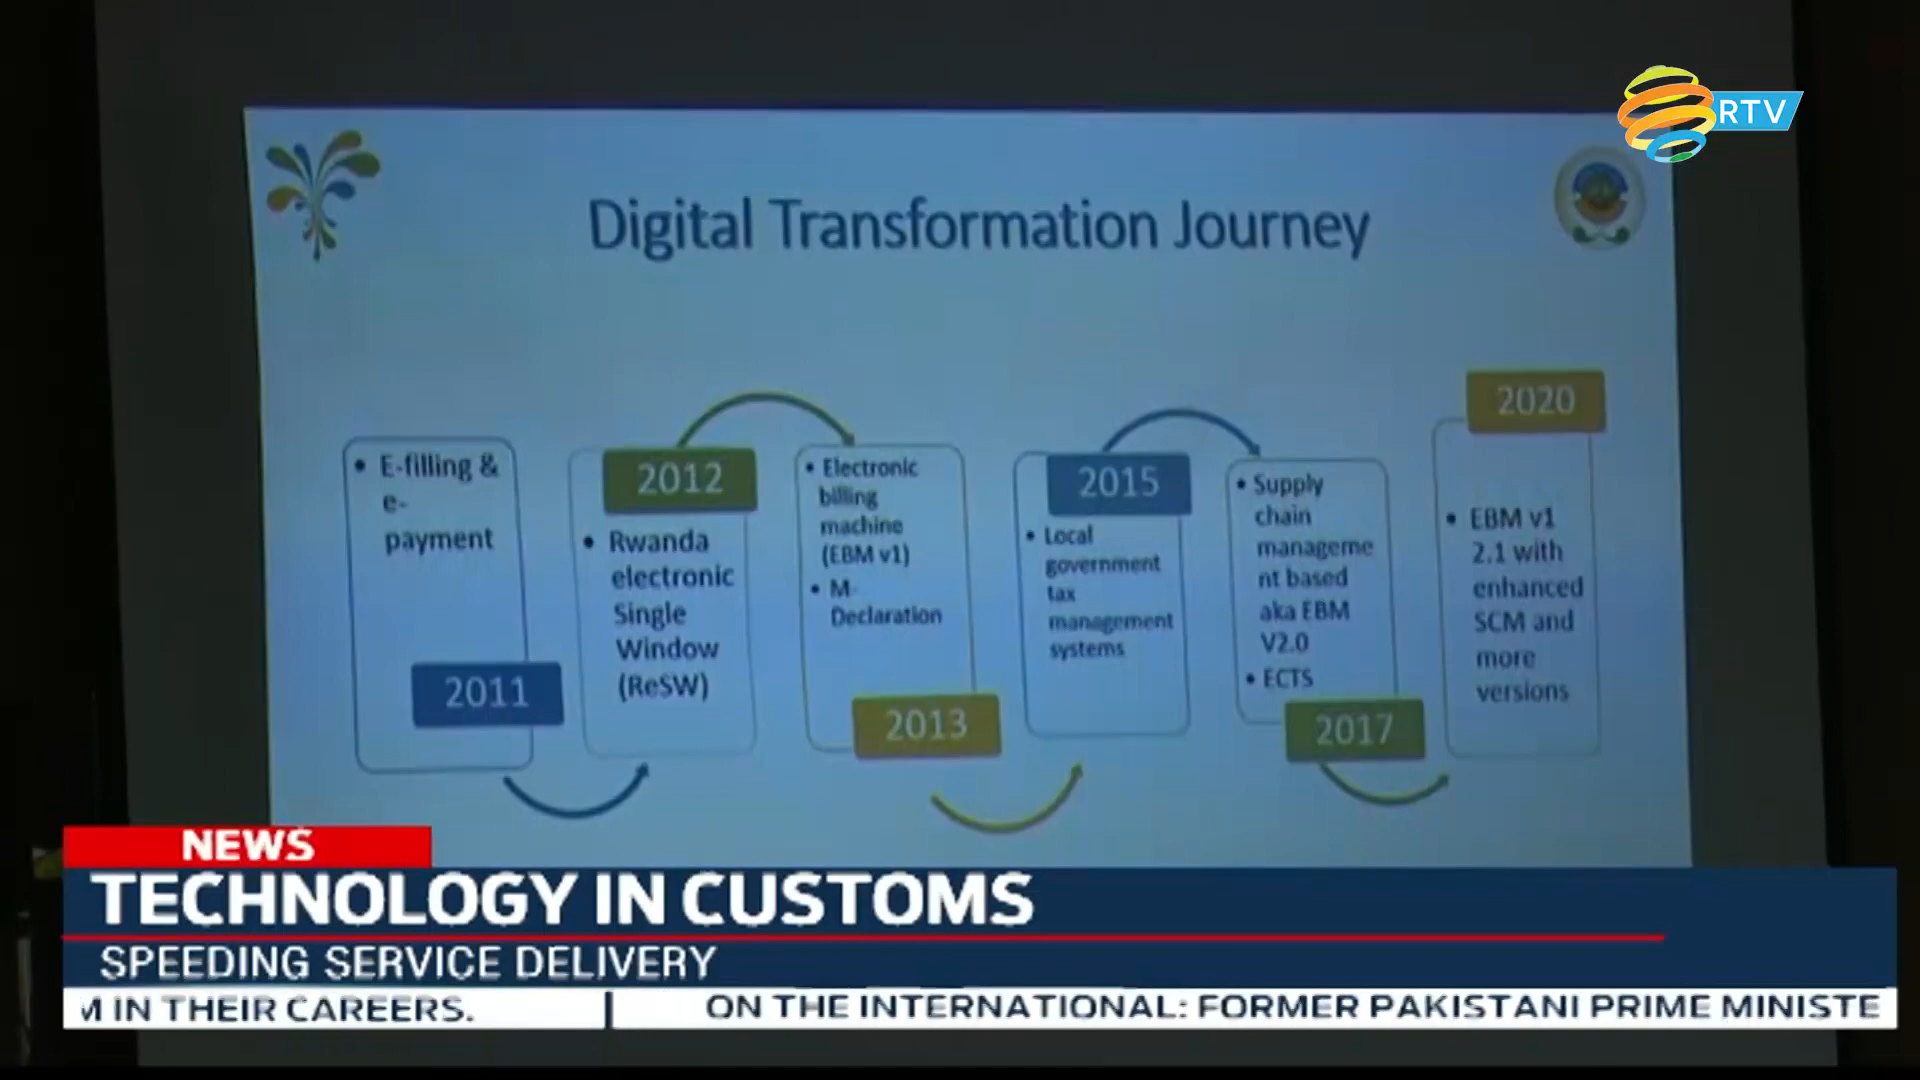 RTV
Digital Transformation Journey
• E-filling &
e-
payment
2011
2012
• Rwanda
electronic
Single
Window
(ReSW)
• Electronic
billing
machine
(EBM v1)
• M-
Declaration
2013
2015
• Local
government
tax
management
systems
• Supply
chain
manageme
nt based
aka EBM
V2.0
• ECTS
2017
2020
• EBM v1
2.1 with
enhanced
SCM and
more
versions
NEWS
TECHNOLOGY IN CUSTOMS
SPEEDING SERVICE DELIVERY
M IN THEIR CAREERS. ON THE INTERNATIONAL: FORMER PAKISTANI PRIME MINISTE